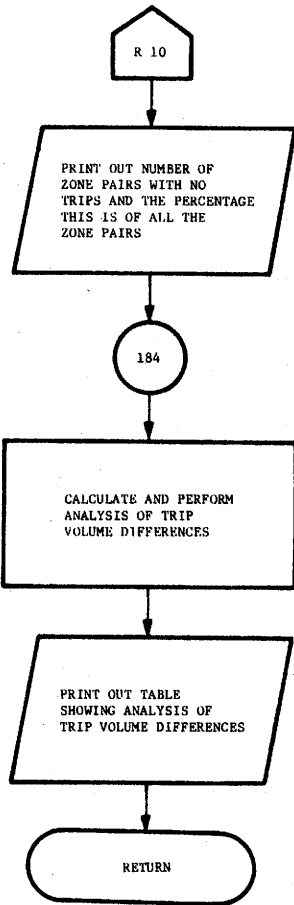 R 10
PRINT OUT NUMBER OF
ZONE PAIRS WITH NO
TRIPS AND THE PERCENTAGE
THIS IS OF ALL THE
ZONE PAIRS
184
CALCULATE AND PERFORM
ANALYSIS OF TRIP
VOLUME DIFFERENCES
PRINT OUT TABLE
SHOWING ANALYSIS OF
TRIP VOLUME DIFFERENCES
RETURN